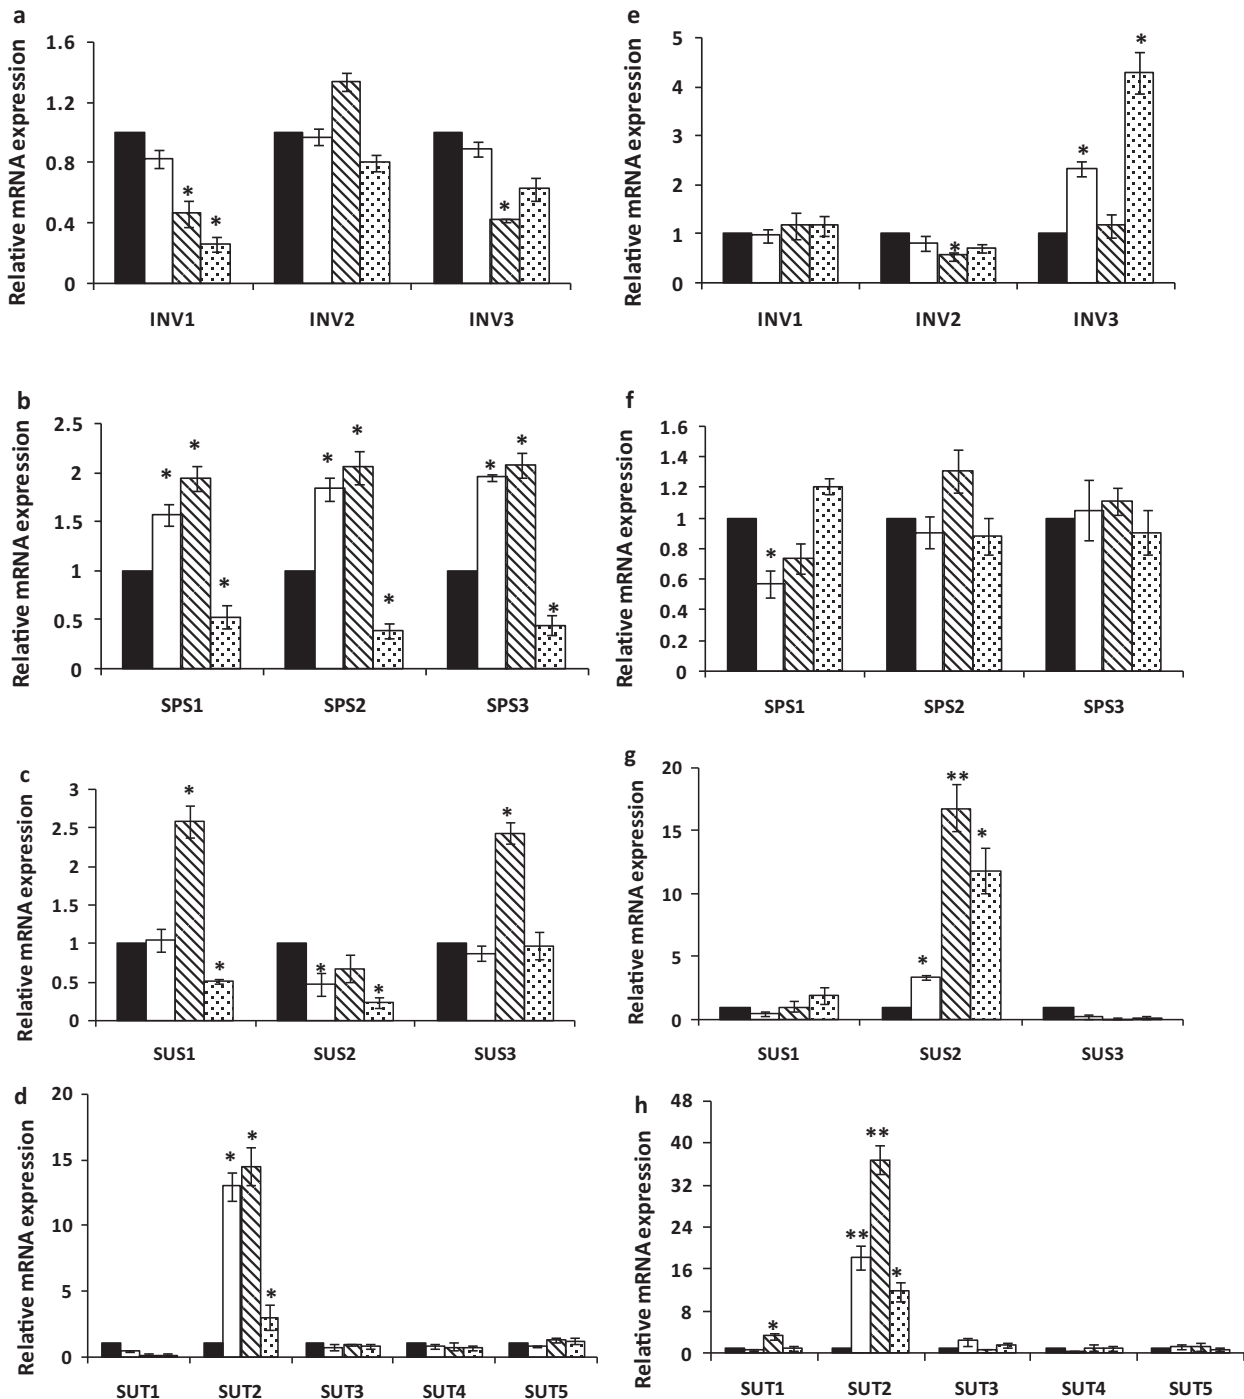 a
Relative mRNA expression
1.6
1.2
0.8
0.4
0
* * *
INV1 INV2 INV3
e
Relative mRNA expression
5
4
3
2
1
0
* * *
INV1 INV2 INV3
b
Relative mRNA expression
2.5
2
1.5
1
0.5
0
* * * * * * * * *
SPS1 SPS2 SPS3
f
Relative mRNA expression
1.6
1.4
1.2
1
0.8
0.6
0.4
0.2
0
*
SPS1 SPS2 SPS3
c
Relative mRNA expression
3
2.5
2
1.5
1
0.5
0
* * * * *
SUS1 SUS2 SUS3
g
Relative mRNA expression
20
15
10
5
0
* ** *
SUS1 SUS2 SUS3
d
Relative mRNA expression
20
15
10
5
0
* * *
SUT1 SUT2 SUT3 SUT4 SUT5
h
Relative mRNA expression
48
40
32
24
16
8
0
* ** ** *
SUT1 SUT2 SUT3 SUT4 SUT5